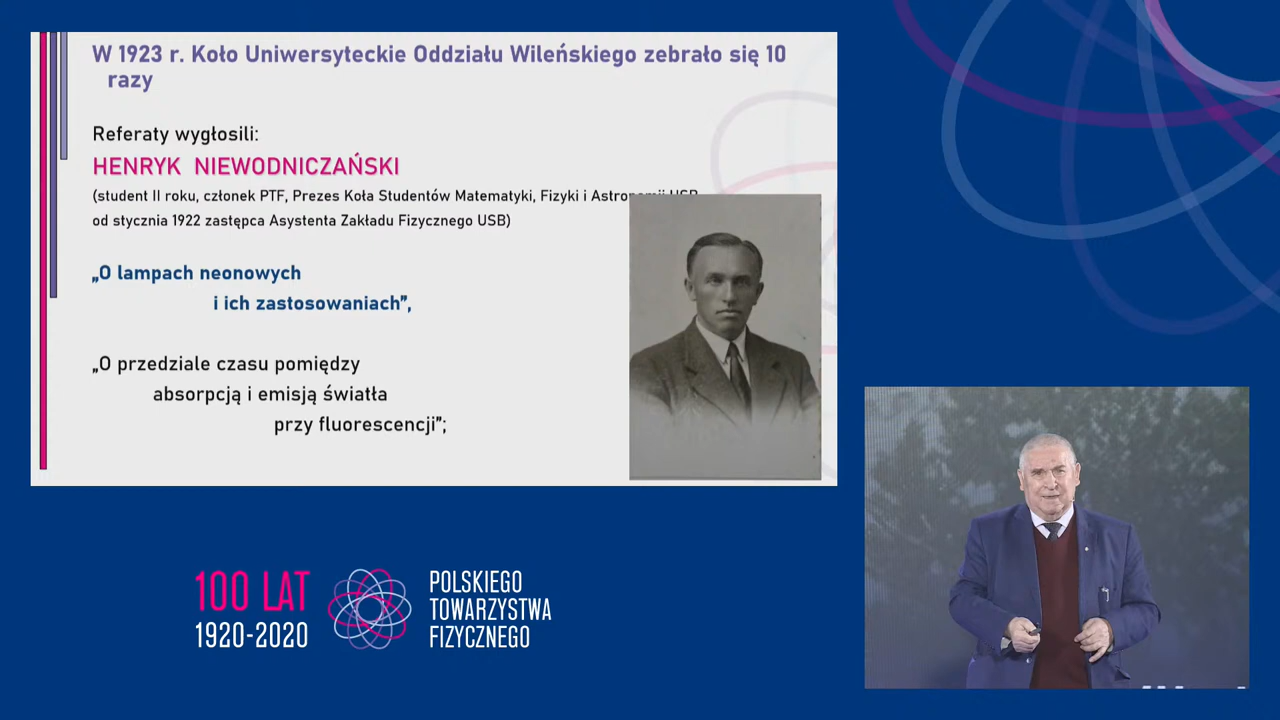 W 1923 r. Koło Uniwersyteckie Oddziału Wileńskiego zebrało się 10
razy
Referaty wygłosili:
HENRYK NIEWODNICZAŃSKI
(student II roku, członek PTF, Prezes Koła Studentów Matematyki, Fizyki i Astronomii USB
od stycznia 1922 zastępca Asystenta Zakładu Fizycznego USB)
„O lampach neonowych
i ich zastosowaniach”,
„O przedziale czasu pomiędzy
absorpcją i emisją światła
przy fluorescencji”;
100 LAT
1920-2020
POLSKIEGO
TOWARZYSTWA
FIZYCZNEGO